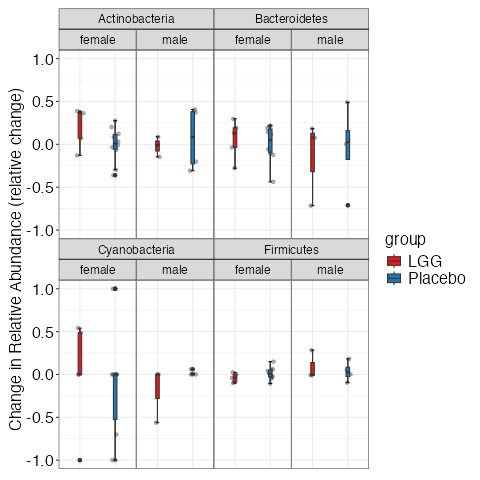 Change in Relative Abundance (relative change)
Actinobacteria Bacteroidetes
female male female male
1.0
0.5
0.0
-0.5
-1.0
Cyanobacteria Firmicutes
female male female male
1.0
0.5
0.0
-0.5
-1.0
group
LGG
Placebo